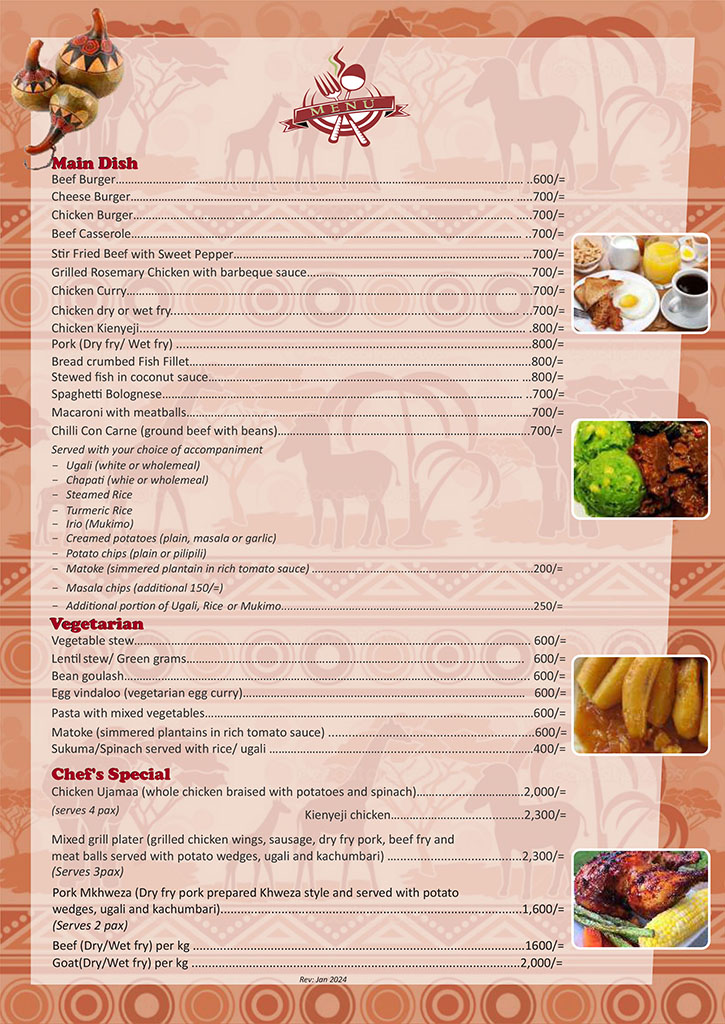 MENU
Main Dish
Beef Burger....600/=
Cheese Burger....700/=
Chicken Burger....700/=
Beef Casserole....700/=
Stir Fried Beef with Sweet Pepper....700/=
Grilled Rosemary Chicken with barbeque sauce....700/=
Chicken Curry....700/=
Chicken dry or wet fry....700/=
Chicken Kienyeji....800/=
Pork (Dry fry/ Wet fry) ....800/=
Bread crumbed Fish Fillet....800/=
Stewed fish in coconut sauce....800/=
Spaghetti Bolognese....700/=
Macaroni with meatballs....700/=
Chilli Con Carne (ground beef with beans)....700/=
Served with your choice of accompaniment
– Ugali (white or wholemeal)
– Chapati (whie or wholemeal)
– Steamed Rice
– Turmeric Rice
– Irio (Mukimo)
– Creamed potatoes (plain, masala or garlic)
– Potato chips (plain or pilipili)
– Matoke (simmered plantain in rich tomato sauce) ....200/=
– Masala chips (additional 150/=)
– Additional portion of Ugali, Rice or Mukimo....250/=
Vegetarian
Vegetable stew....600/=
Lentil stew/ Green grams....600/=
Bean goulash....600/=
Egg vindaloo (vegetarian egg curry)....600/=
Pasta with mixed vegetables....600/=
Matoke (simmered plantains in rich tomato sauce) ....600/=
Sukuma/Spinach served with rice/ ugali ....400/=
Chef's Special
Chicken Ujamaa (whole chicken braised with potatoes and spinach)....2,000/=
(serves 4 pax) Kienyeji chicken....2,300/=
Mixed grill plater (grilled chicken wings, sausage, dry fry pork, beef fry and
meat balls served with potato wedges, ugali and kachumbari) ....2,300/=
(Serves 3pax)
Pork Mkhweza (Dry fry pork prepared Khweza style and served with potato
wedges, ugali and kachumbari)....1,600/=
(Serves 2 pax)
Beef (Dry/Wet fry) per kg ....1600/=
Goat(Dry/Wet fry) per kg ....2,000/=
Rev: Jan 2024